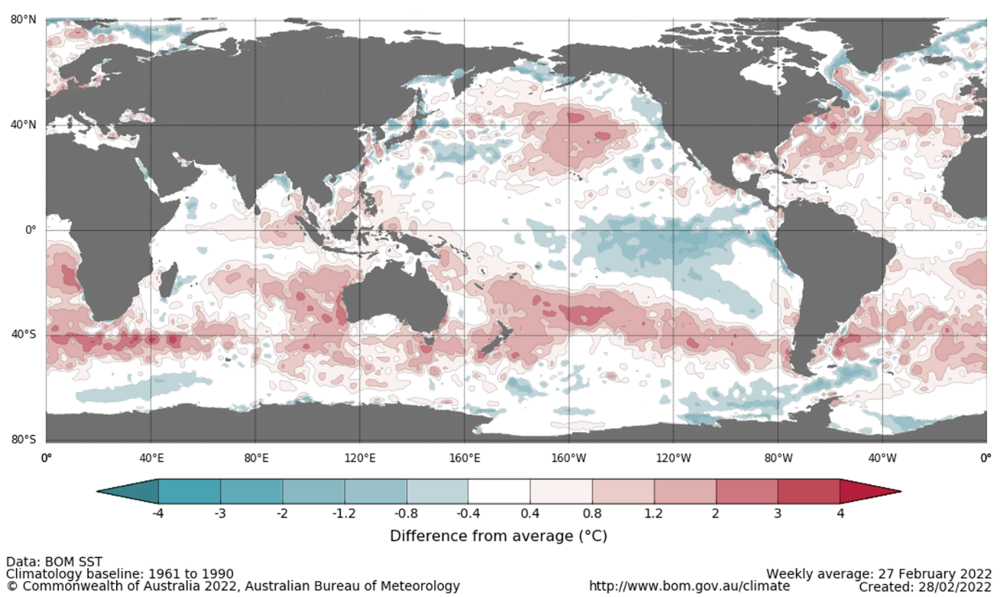 80°N
40°N
0°
40°S
80°S
0° 40°E 80°E 120°E 160°E 160°W 120°W 80°W 40°W 0°
-4 -3 -2 -1.2 -0.8 -0.4 0.4 0.8 1.2 2 3 4
Difference from average (°C)
Data: BOM SST
Climatology baseline: 1961 to 1990
© Commonwealth of Australia 2022, Australian Bureau of Meteorology
http://www.bom.gov.au/climate
Weekly average: 27 February 2022
Created: 28/02/2022